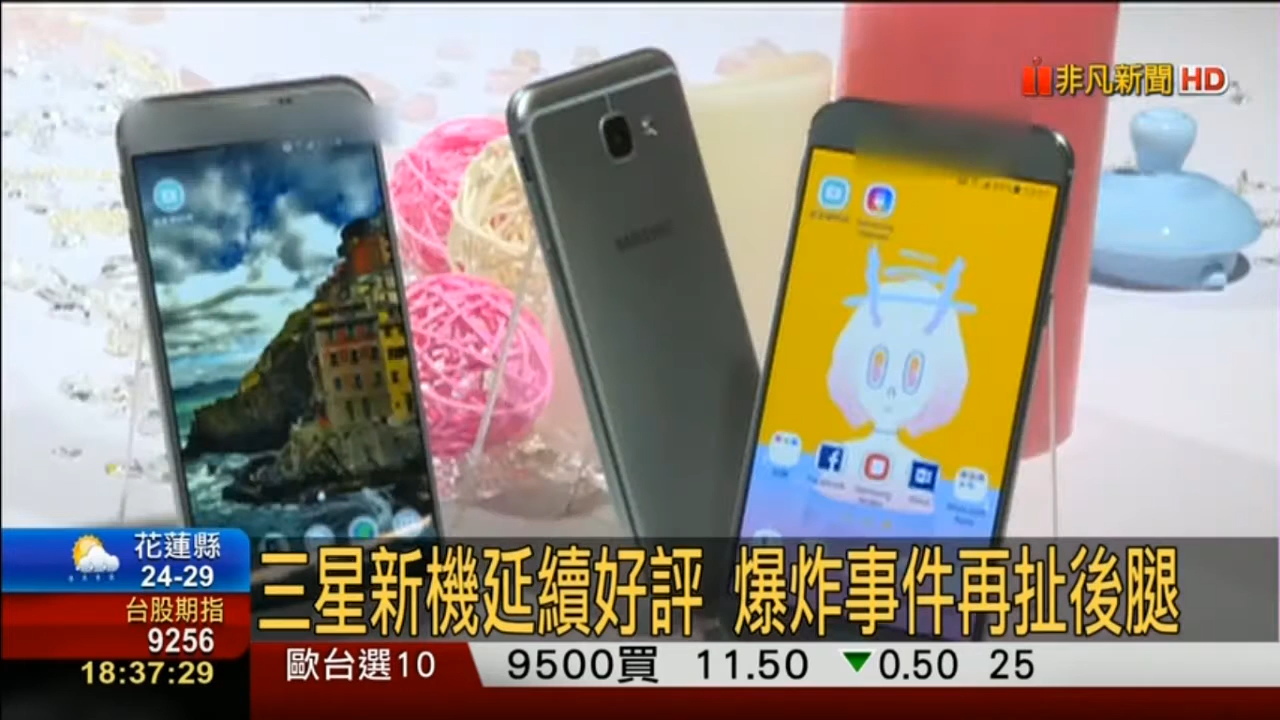 非凡新聞HD
SAMSUNG
花蓮縣
24-29
台股期指
9256
18:37:29
三星新機延續好評 爆炸事件再扯後腿
歐台選10 9500買 11.50 ▼0.50 25